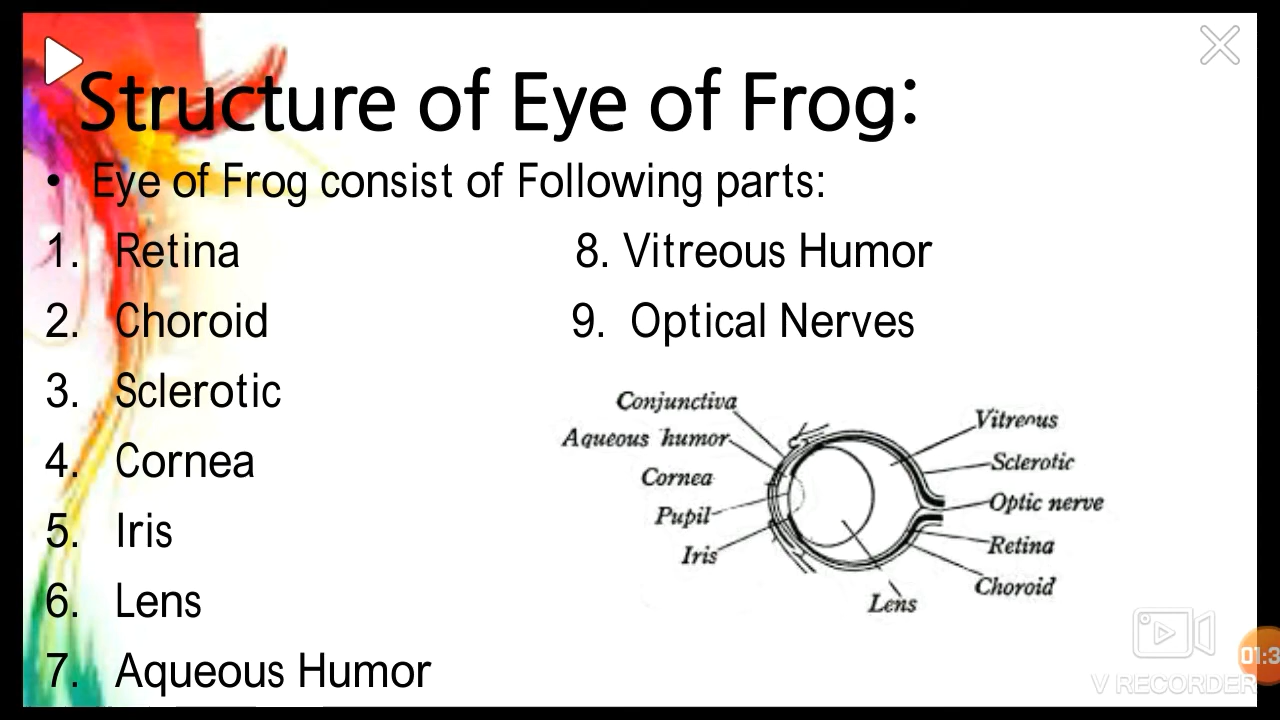 Structure of Eye of Frog:
• Eye of Frog consist of Following parts:
1. Retina
2. Choroid
3. Sclerotic
4. Cornea
5. Iris
6. Lens
7. Aqueous Humor
8. Vitreous Humor
9. Optical Nerves
Conjunctiva
Aqueous humor
Cornea
Pupil
Iris
Lens
Vitreous
Sclerotic
Optic nerve
Retina
Choroid
V RECORDER
01:3